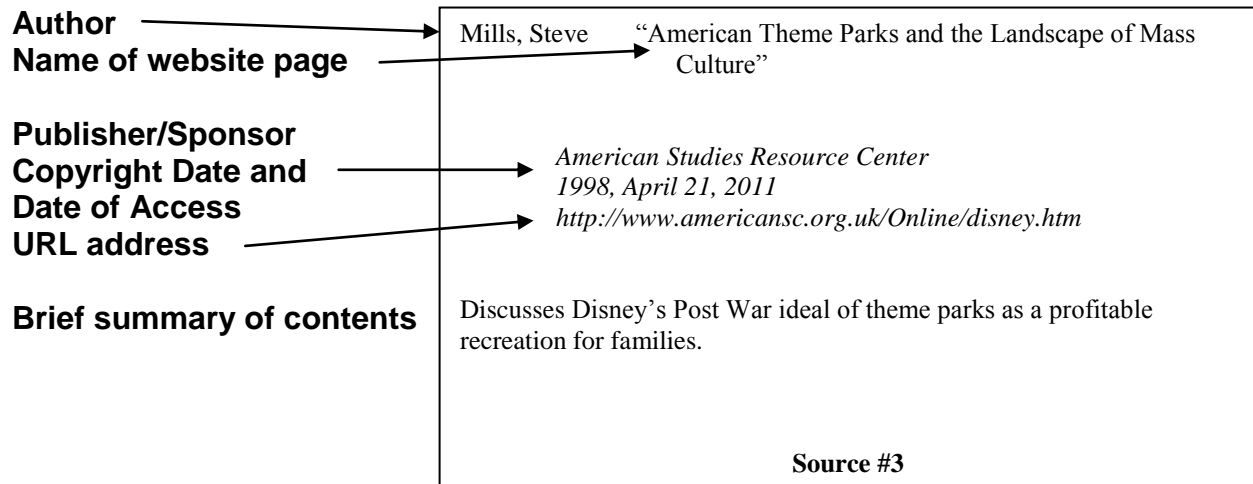 Author
Name of website page
Publisher/Sponsor
Copyright Date and
Date of Access
URL address
Brief summary of contents
Mills, Steve “American Theme Parks and the Landscape of Mass
Culture”
American Studies Resource Center
1998, April 21, 2011
http://www.americansc.org.uk/Online/disney.htm
Discusses Disney’s Post War ideal of theme parks as a profitable
recreation for families.
Source #3